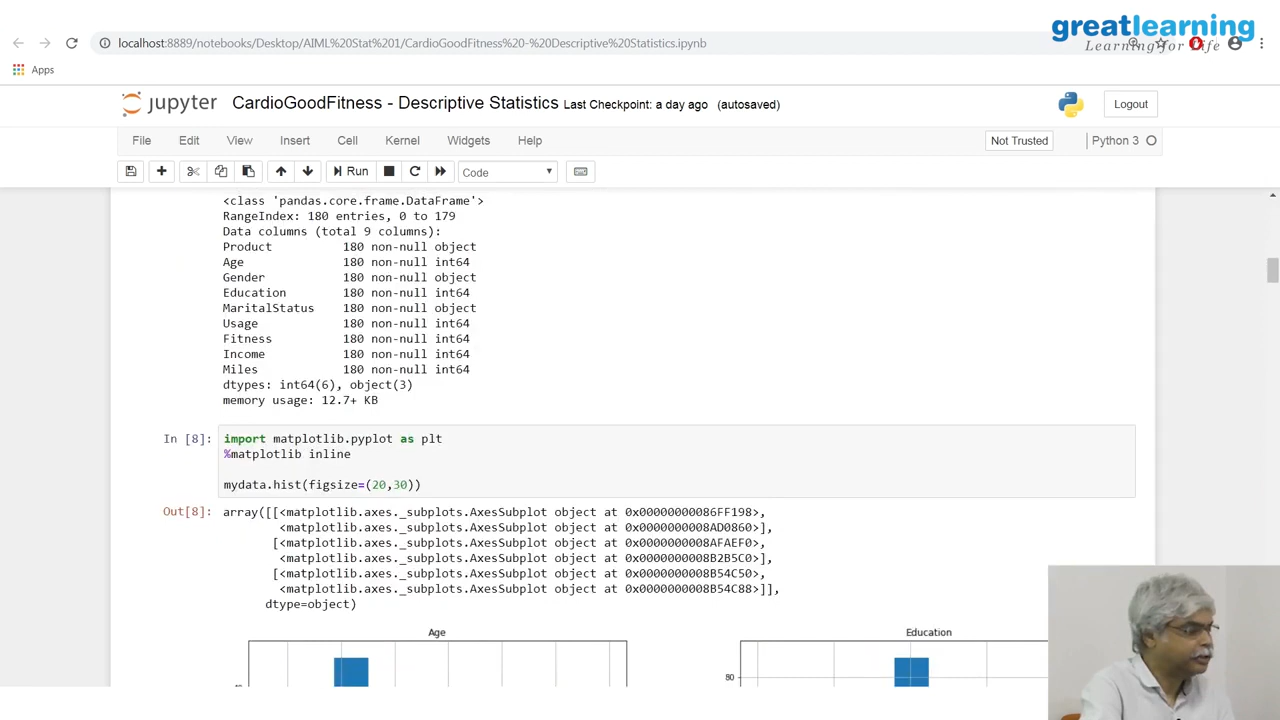 greatlearning
Learning for Life
localhost:8889/notebooks/Desktop/AIML%20Stat%201/CardioGoodFitness%20-%20Descriptive%20Statistics.ipynb
Apps
jupyter CardioGoodFitness - Descriptive Statistics Last Checkpoint: a day ago (autosaved)
Logout
File Edit View Insert Cell Kernel Widgets Help
Not Trusted
Python 3
Run
Code
<class 'pandas.core.frame.DataFrame'>
RangeIndex: 180 entries, 0 to 179
Data columns (total 9 columns):
Product 180 non-null object
Age 180 non-null int64
Gender 180 non-null object
Education 180 non-null int64
MaritalStatus 180 non-null object
Usage 180 non-null int64
Fitness 180 non-null int64
Income 180 non-null int64
Miles 180 non-null int64
dtypes: int64(6), object(3)
memory usage: 12.7+ KB
In [8]: import matplotlib.pyplot as plt
%matplotlib inline
mydata.hist(figsize=(20,30))
Out[8]: array([[<matplotlib.axes._subplots.AxesSubplot object at 0x00000000086FF198>,
<matplotlib.axes._subplots.AxesSubplot object at 0x0000000008AD0860>],
[<matplotlib.axes._subplots.AxesSubplot object at 0x0000000008AFAEF0>,
<matplotlib.axes._subplots.AxesSubplot object at 0x0000000008B2B5C0>],
[<matplotlib.axes._subplots.AxesSubplot object at 0x0000000008B54C50>,
<matplotlib.axes._subplots.AxesSubplot object at 0x0000000008B54C88>]],
dtype=object)
Age
Education
80